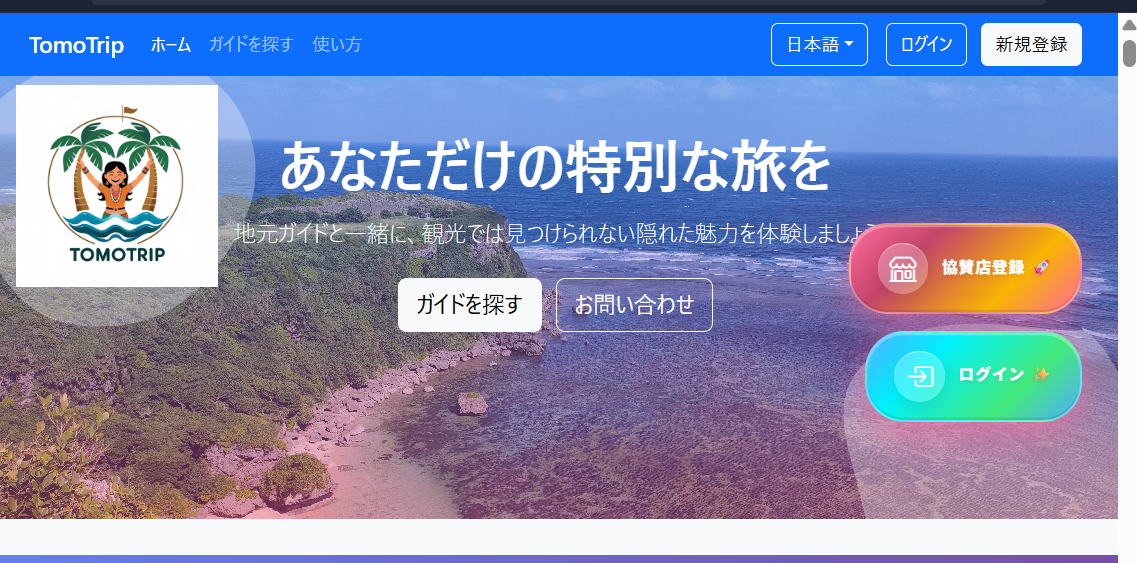 TomoTrip ホーム ガイドを探す 使い方 日本語 ログイン 新規登録
TOMOTRIP
あなただけの特別な旅を
地元ガイドと一緒に、観光では見つけられない隠れた魅力を体験しましょう
ガイドを探す お問い合わせ
協賛店登録 🚀
ログイン ✨